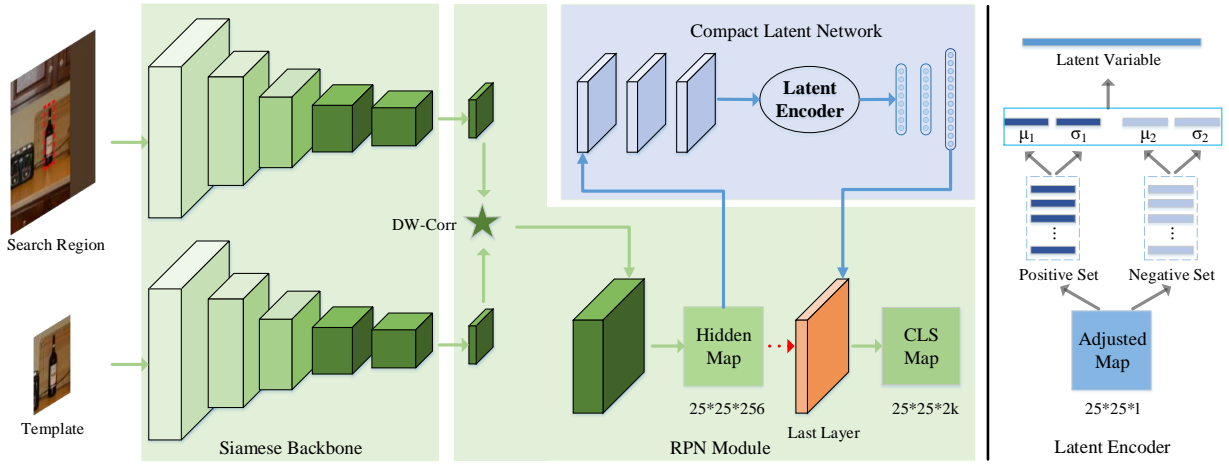 Search Region
Template
Siamese Backbone
DW-Corr
Compact Latent Network
Latent
Encoder
Hidden
Map
25*25*256
Last Layer
CLS
Map
25*25*2k
RPN Module
Latent Variable
μ1 σ1 μ2 σ2
...
...
Positive Set Negative Set
Adjusted
Map
25*25*l
Latent Encoder